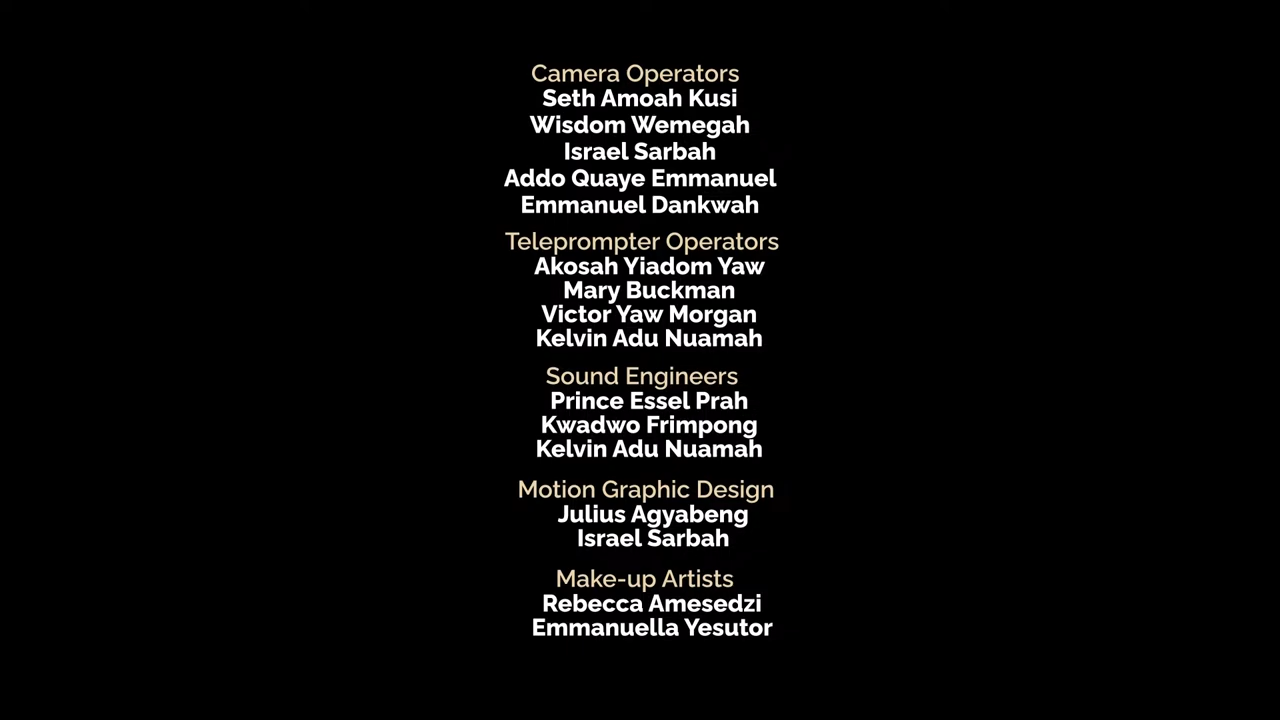 Camera Operators
Seth Amoah Kusi
Wisdom Wemegah
Israel Sarbah
Addo Quaye Emmanuel
Emmanuel Dankwah
Teleprompter Operators
Akosah Yiadom Yaw
Mary Buckman
Victor Yaw Morgan
Kelvin Adu Nuamah
Sound Engineers
Prince Essel Prah
Kwadwo Frimpong
Kelvin Adu Nuamah
Motion Graphic Design
Julius Agyabeng
Israel Sarbah
Make-up Artists
Rebecca Amesedzi
Emmanuella Yesutor